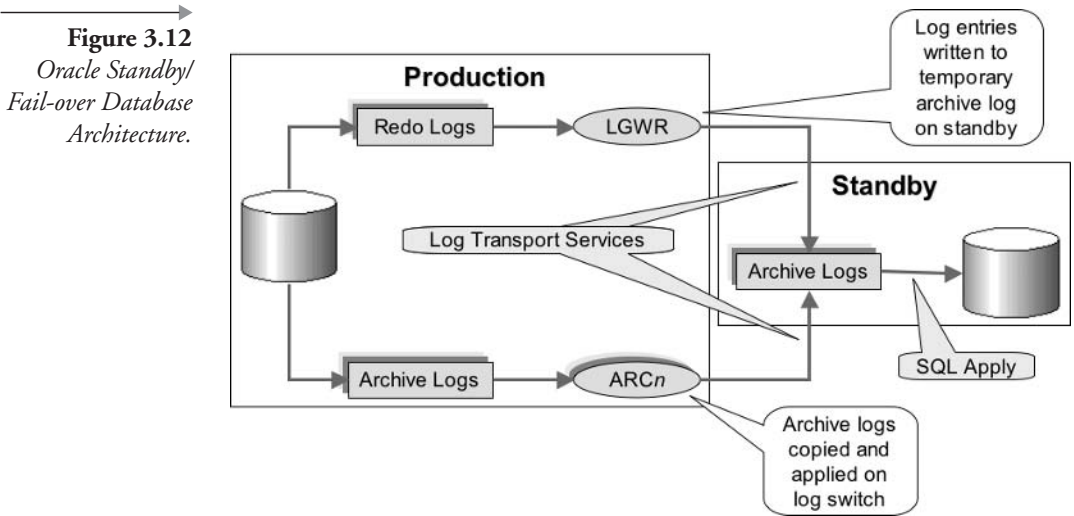 Figure 3.12
Oracle Standby/
Fail-over Database
Architecture.
Production
Redo Logs
LGWR
Log entries
written to
temporary
archive log
on standby
Standby
Log Transport Services
Archive Logs
SQL Apply
Archive Logs
ARCn
Archive logs
copied and
applied on
log switch